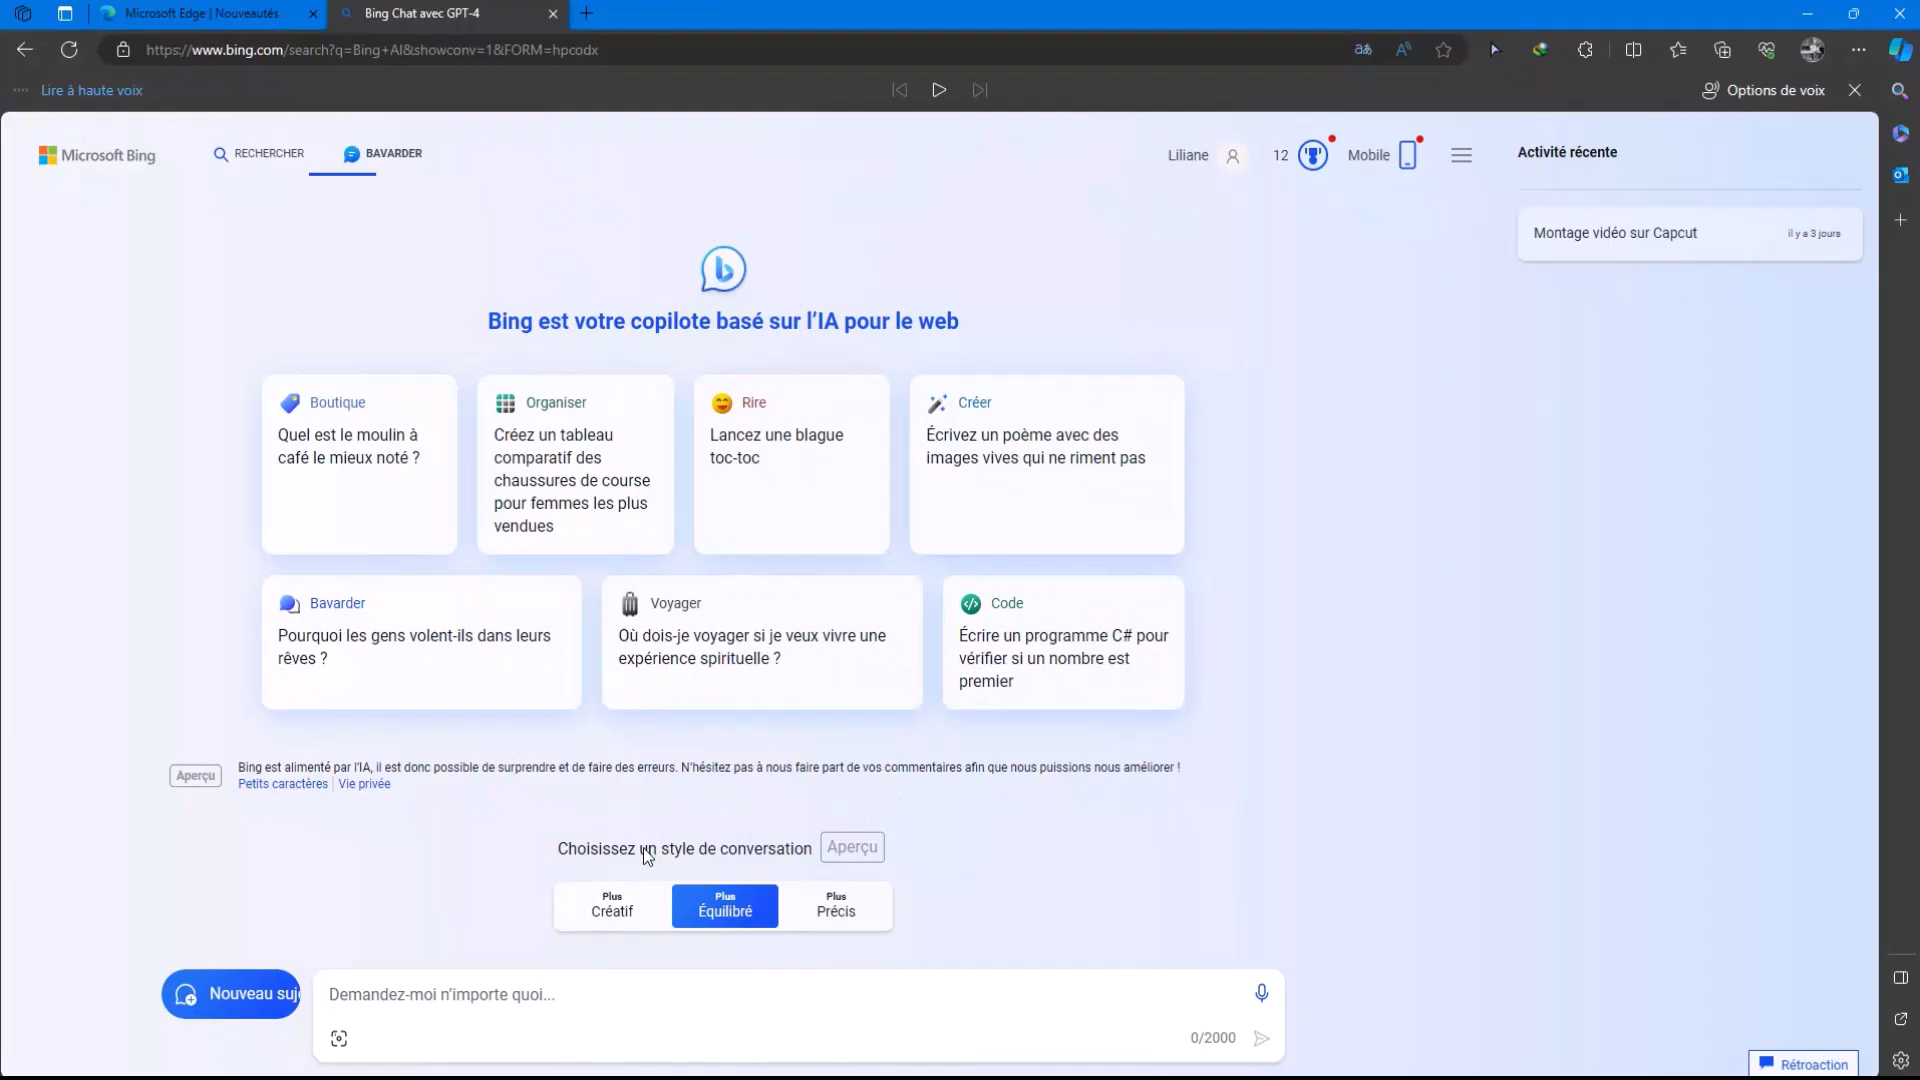 Microsoft Edge | Nouveautés
Bing Chat avec GPT-4
https://www.bing.com/search?q=Bing+AI&showconv=1&FORM=hpcodx
Lire à haute voix
Options de voix
Microsoft Bing
RECHERCHER
BAVARDER
Liliane
12
Mobile
Activité récente
Montage vidéo sur Capcut
il y a 3 jours
Bing est votre copilote basé sur l’IA pour le web
Boutique
Quel est le moulin à
café le mieux noté ?
Organiser
Créez un tableau
comparatif des
chaussures de course
pour femmes les plus
vendues
Rire
Lancez une blague
toc-toc
Créer
Écrivez un poème avec des
images vives qui ne riment pas
Bavarder
Pourquoi les gens volent-ils dans leurs
rêves ?
Voyager
Où dois-je voyager si je veux vivre une
expérience spirituelle ?
Code
Écrire un programme C# pour
vérifier si un nombre est
premier
Aperçu
Bing est alimenté par l’IA, il est donc possible de surprendre et de faire des erreurs. N’hésitez pas à nous faire part de vos commentaires afin que nous puissions nous améliorer !
Petits caractères | Vie privée
Choisissez un style de conversation Aperçu
Plus
Créatif
Plus
Équilibré
Plus
Précis
Nouveau suje
Demandez-moi n’importe quoi...
0/2000
Rétroaction